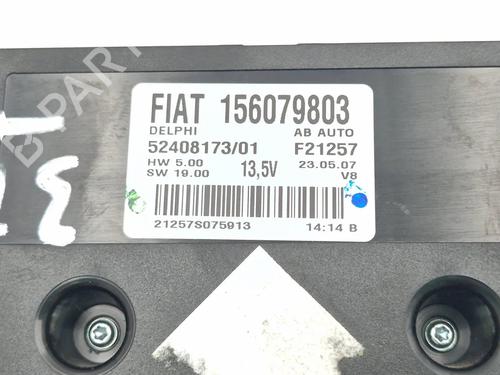 FIAT 156079803
DELPHI AB AUTO
52408173/01 F21257
HW 5.00 13,5V 23.05.07
SW 19.00 V8
21257S075913 14:14 B